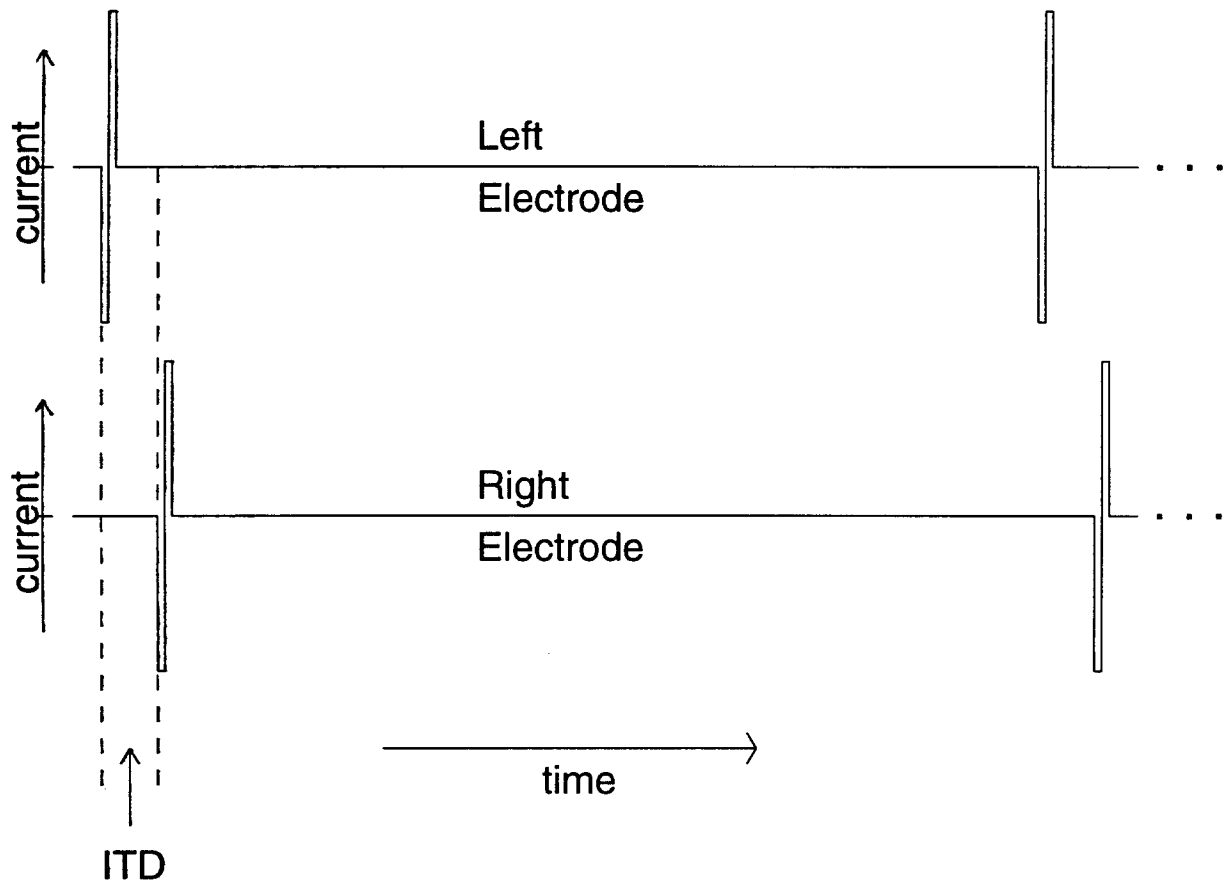 current
Left
Electrode
. . .
current
Right
Electrode
. . .
time
ITD